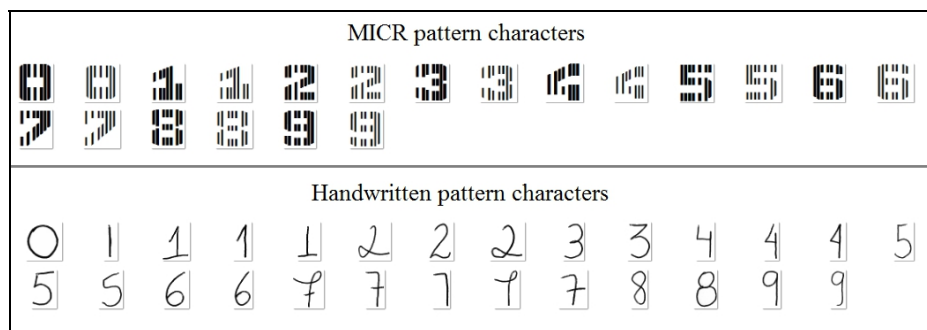 MICR pattern characters
0 0 1 1 2 2 3 3 4 4 5 5 6 6
7 7 8 8 9 9
Handwritten pattern characters
0 1 1 1 1 2 2 2 3 3 4 4 4 5
5 5 6 6 7 7 7 7 7 8 8 9 9